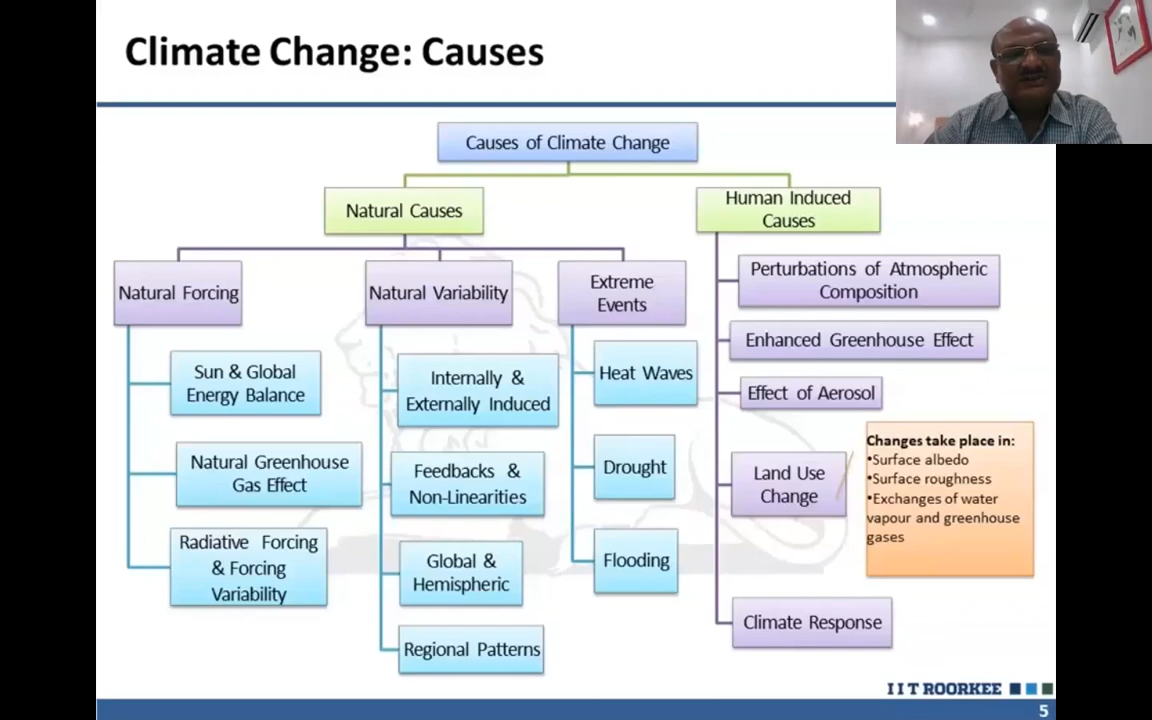 Climate Change: Causes
Causes of Climate Change
Natural Causes
Human Induced
Causes
Natural Forcing
Natural Variability
Extreme
Events
Sun & Global
Energy Balance
Natural Greenhouse
Gas Effect
Radiative Forcing
& Forcing
Variability
Internally &
Externally Induced
Feedbacks &
Non-Linearities
Global &
Hemispheric
Regional Patterns
Heat Waves
Drought
Flooding
Perturbations of Atmospheric
Composition
Enhanced Greenhouse Effect
Effect of Aerosol
Land Use
Change
Changes take place in:
•Surface albedo
•Surface roughness
•Exchanges of water
vapour and greenhouse
gases
Climate Response
IIT ROORKEE
5